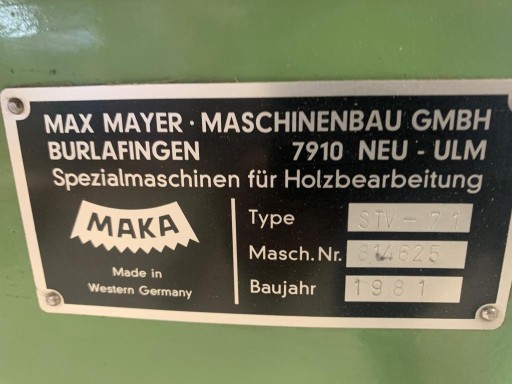 MAX MAYER · MASCHINENBAU GMBH
BURLAFINGEN 7910 NEU - ULM
Spezialmaschinen für Holzbearbeitung
MAKA
Made in
Western Germany
Type STV-71
Masch. Nr. 814625
Baujahr 1981